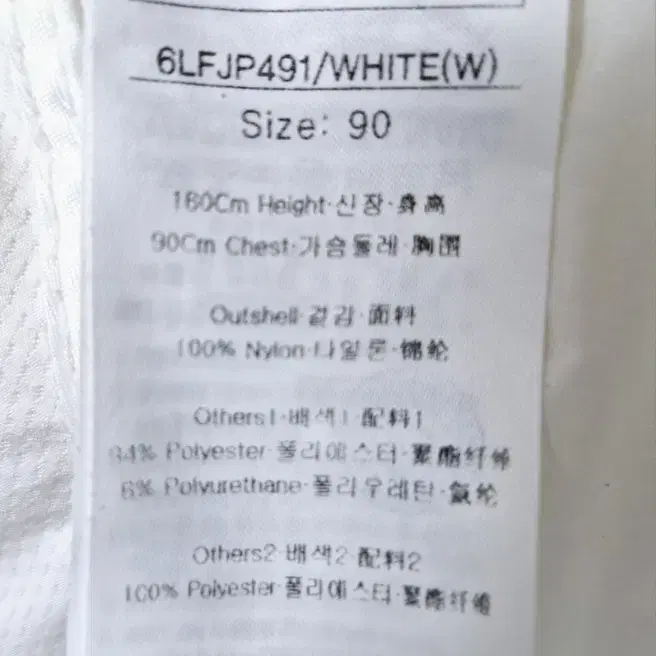 6LFJP491/WHITE(W)
Size: 90
160Cm Height·신장·身高
90Cm Chest·가슴둘레·胸围
Outshell·겉감·面料
100% Nylon·나일론·锦纶
Others1·배색1·配料1
94% Polyester·폴리에스터·聚酯纤维
6% Polyurethane·폴리우레탄·氨纶
Others2·배색2·配料2
100% Polyester·폴리에스터·聚酯纤维